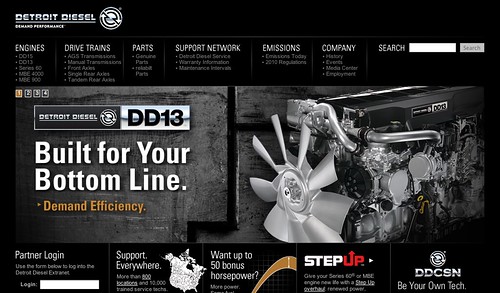 DETROIT DIESEL
DEMAND PERFORMANCE
ENGINES
DD15
DD13
Series 60
MBE 4000
MBE 900
DRIVE TRAINS
AGS Transmissions
Manual Transmissions
Front Axles
Single Rear Axles
Tandem Rear Axles
PARTS
Genuine Parts
reliabilt Parts
SUPPORT NETWORK
Detroit Diesel Service
Warranty Information
Maintenance Intervals
EMISSIONS
Emissions Today
2010 Regulations
COMPANY
History
Events
Media Center
Employment
SEARCH
Search
1 2 3 4
DETROIT DIESEL DD13
Built for Your
Bottom Line.
Demand Efficiency.
Partner Login
Use the form below to log into the
Detroit Diesel Extranet
Login:
Support.
Everywhere.
More than 800
locations and 10,000
trained service techs.
Want up to
50 bonus
horsepower?
More power.
STEPUP.
Give your Series 60® or MBE
engine new life with a Step Up
overhaul: renewed power,
DDCSN
Be Your Own Tech.